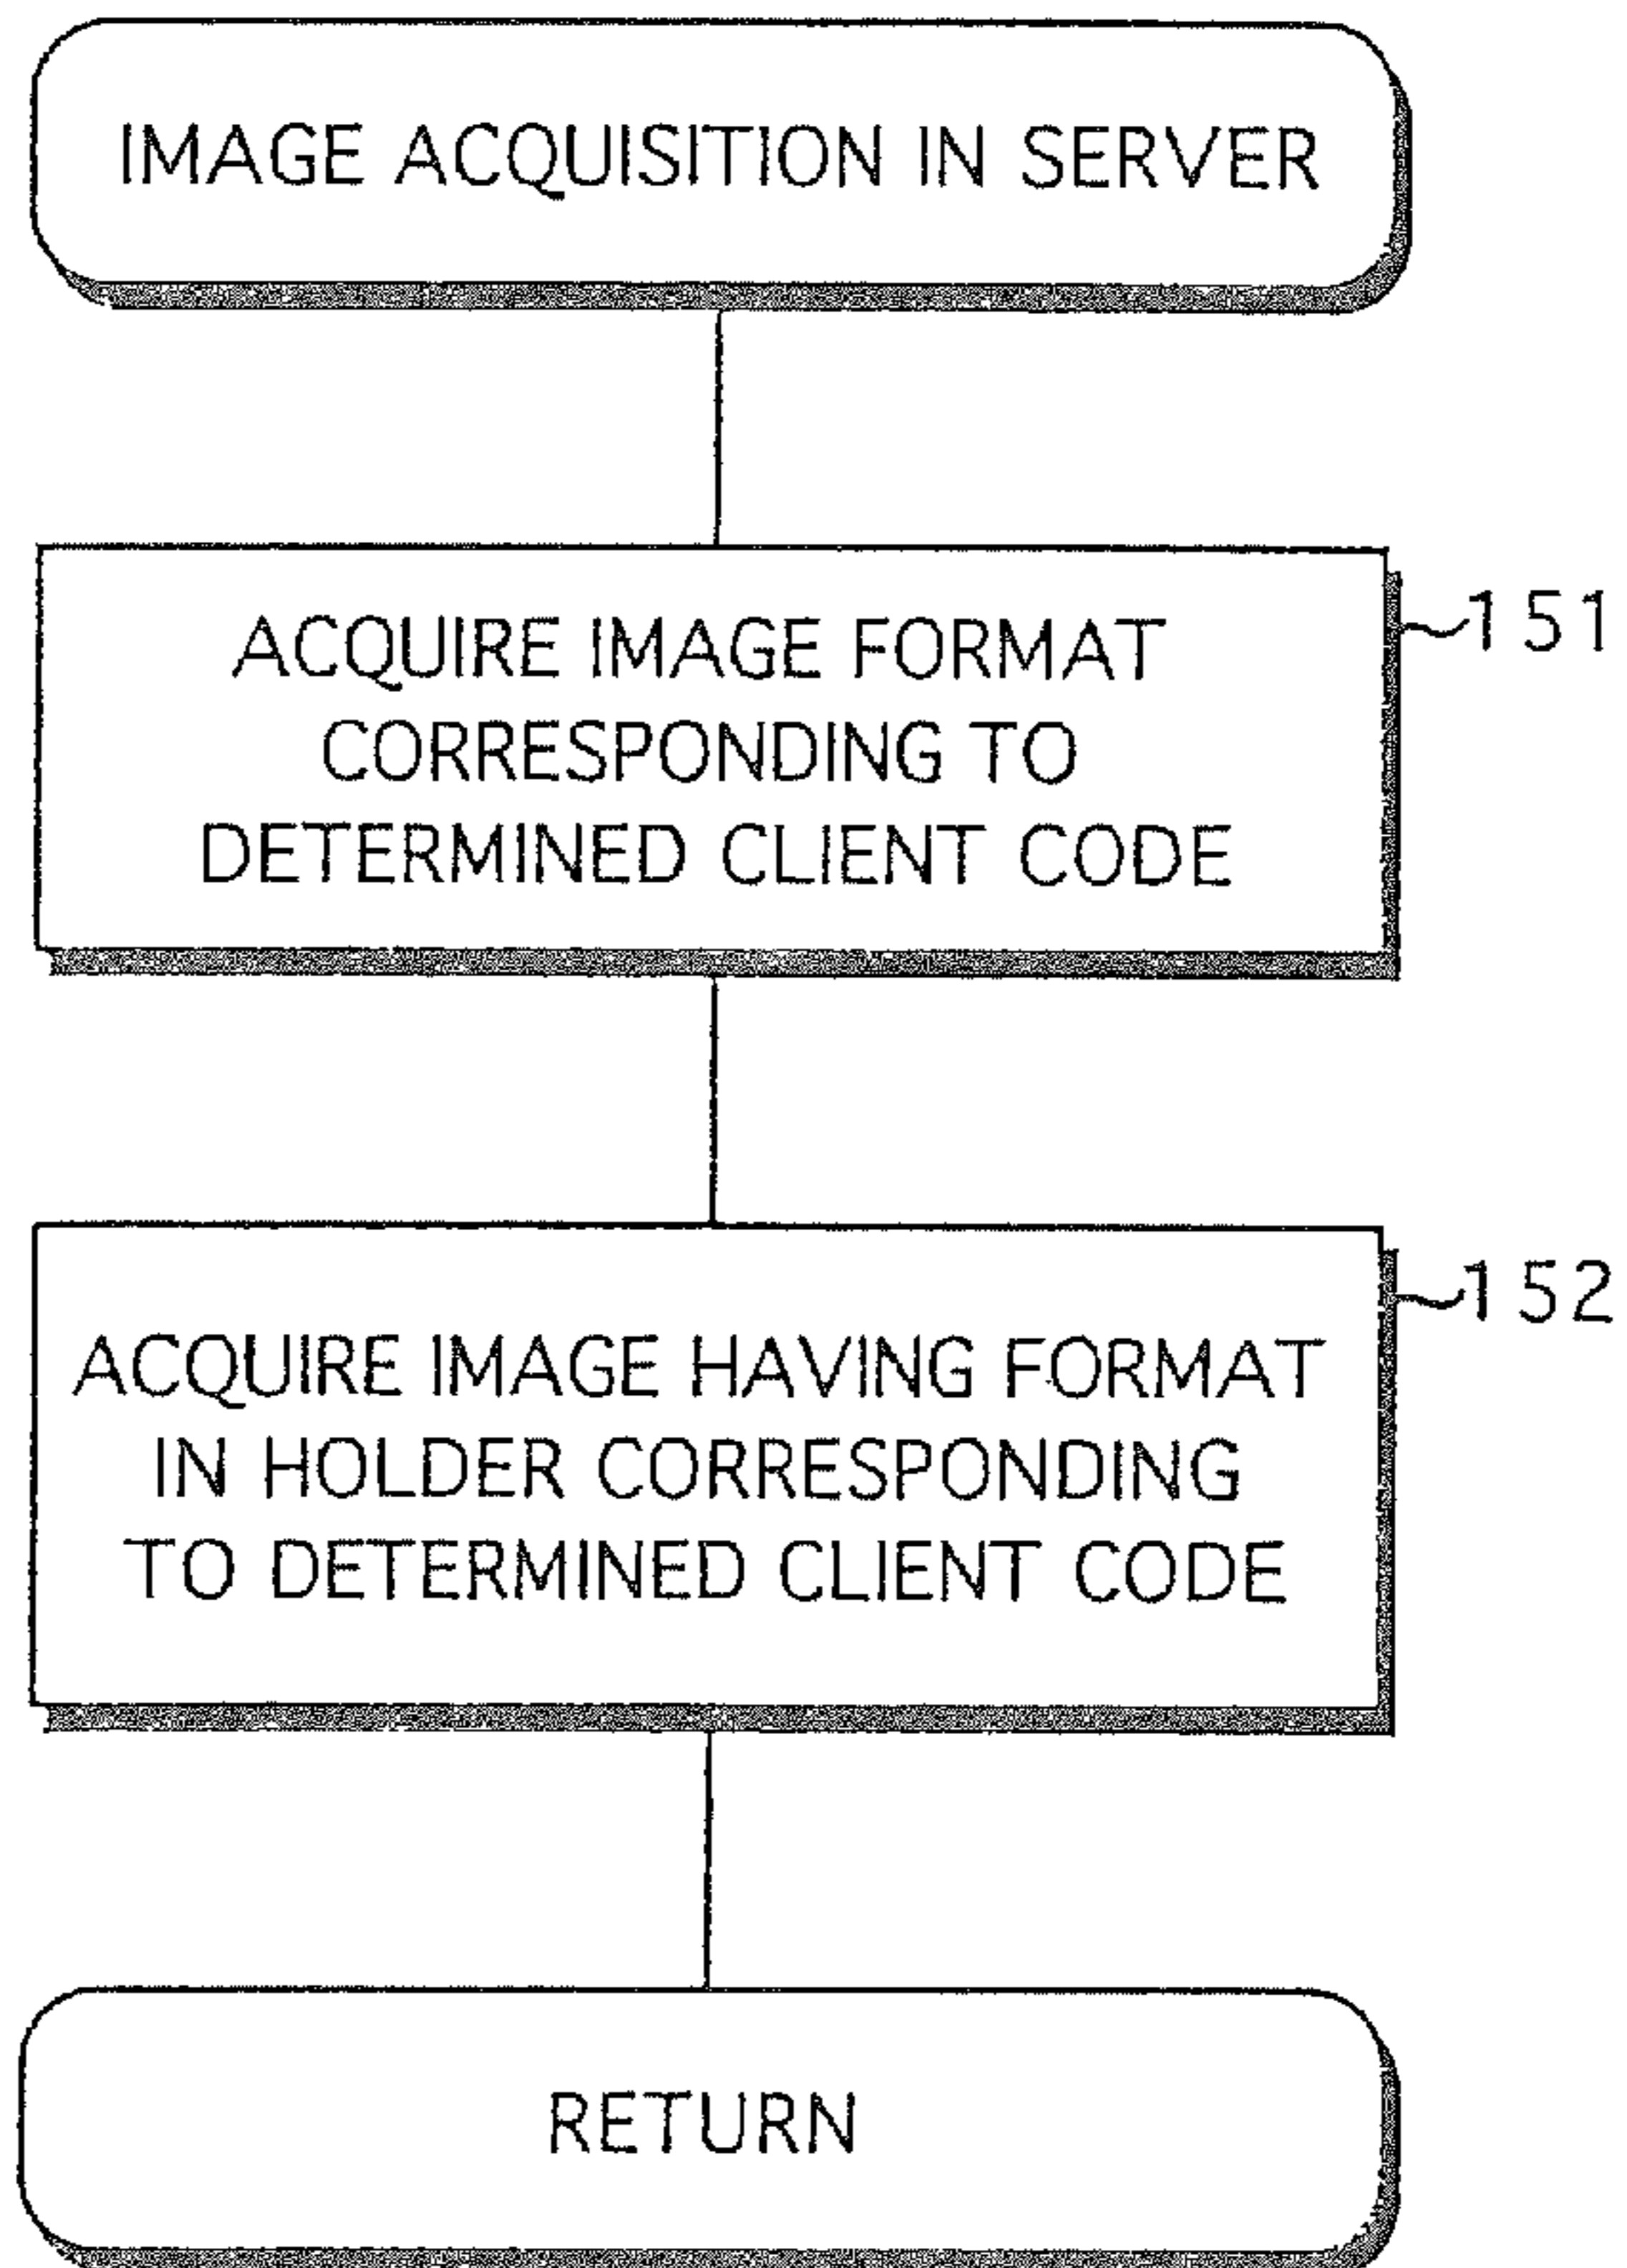 IMAGE ACQUISITION IN SERVER
ACQUIRE IMAGE FORMAT
CORRESPONDING TO
DETERMINED CLIENT CODE
151
ACQUIRE IMAGE HAVING FORMAT
IN HOLDER CORRESPONDING
TO DETERMINED CLIENT CODE
152
RETURN